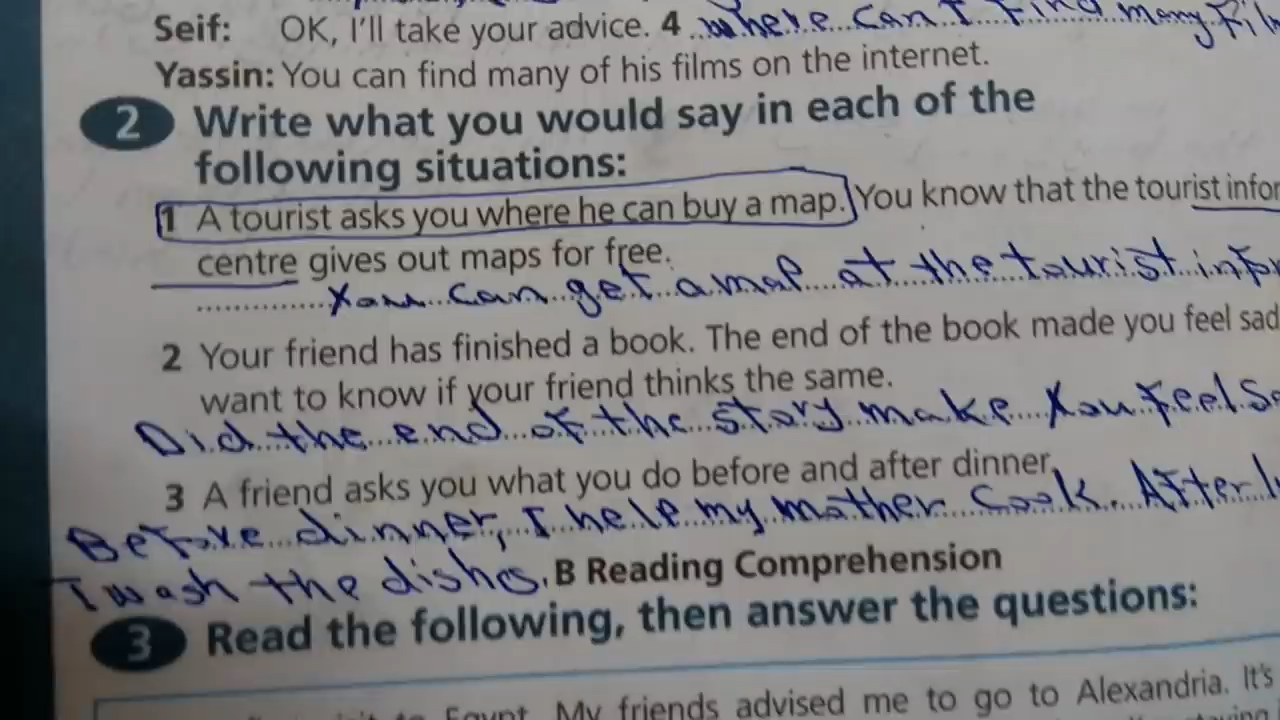 Seif: OK, I'll take your advice. 4 where can I find many
Yassin: You can find many of his films on the internet.
2 Write what you would say in each of the
following situations:
1 A tourist asks you where he can buy a map. You know that the tourist
centre gives out maps for free.
You can get a map at the tourist
2 Your friend has finished a book. The end of the book made you feel sad
want to know if your friend thinks the same.
Did the end of the story make you feel
3 A friend asks you what you do before and after dinner.
Before dinner, I help my mother cook. After
I wash the dishes. B Reading Comprehension
3 Read the following, then answer the questions:
Egypt. My friends advised me to go to Alexandria. It's